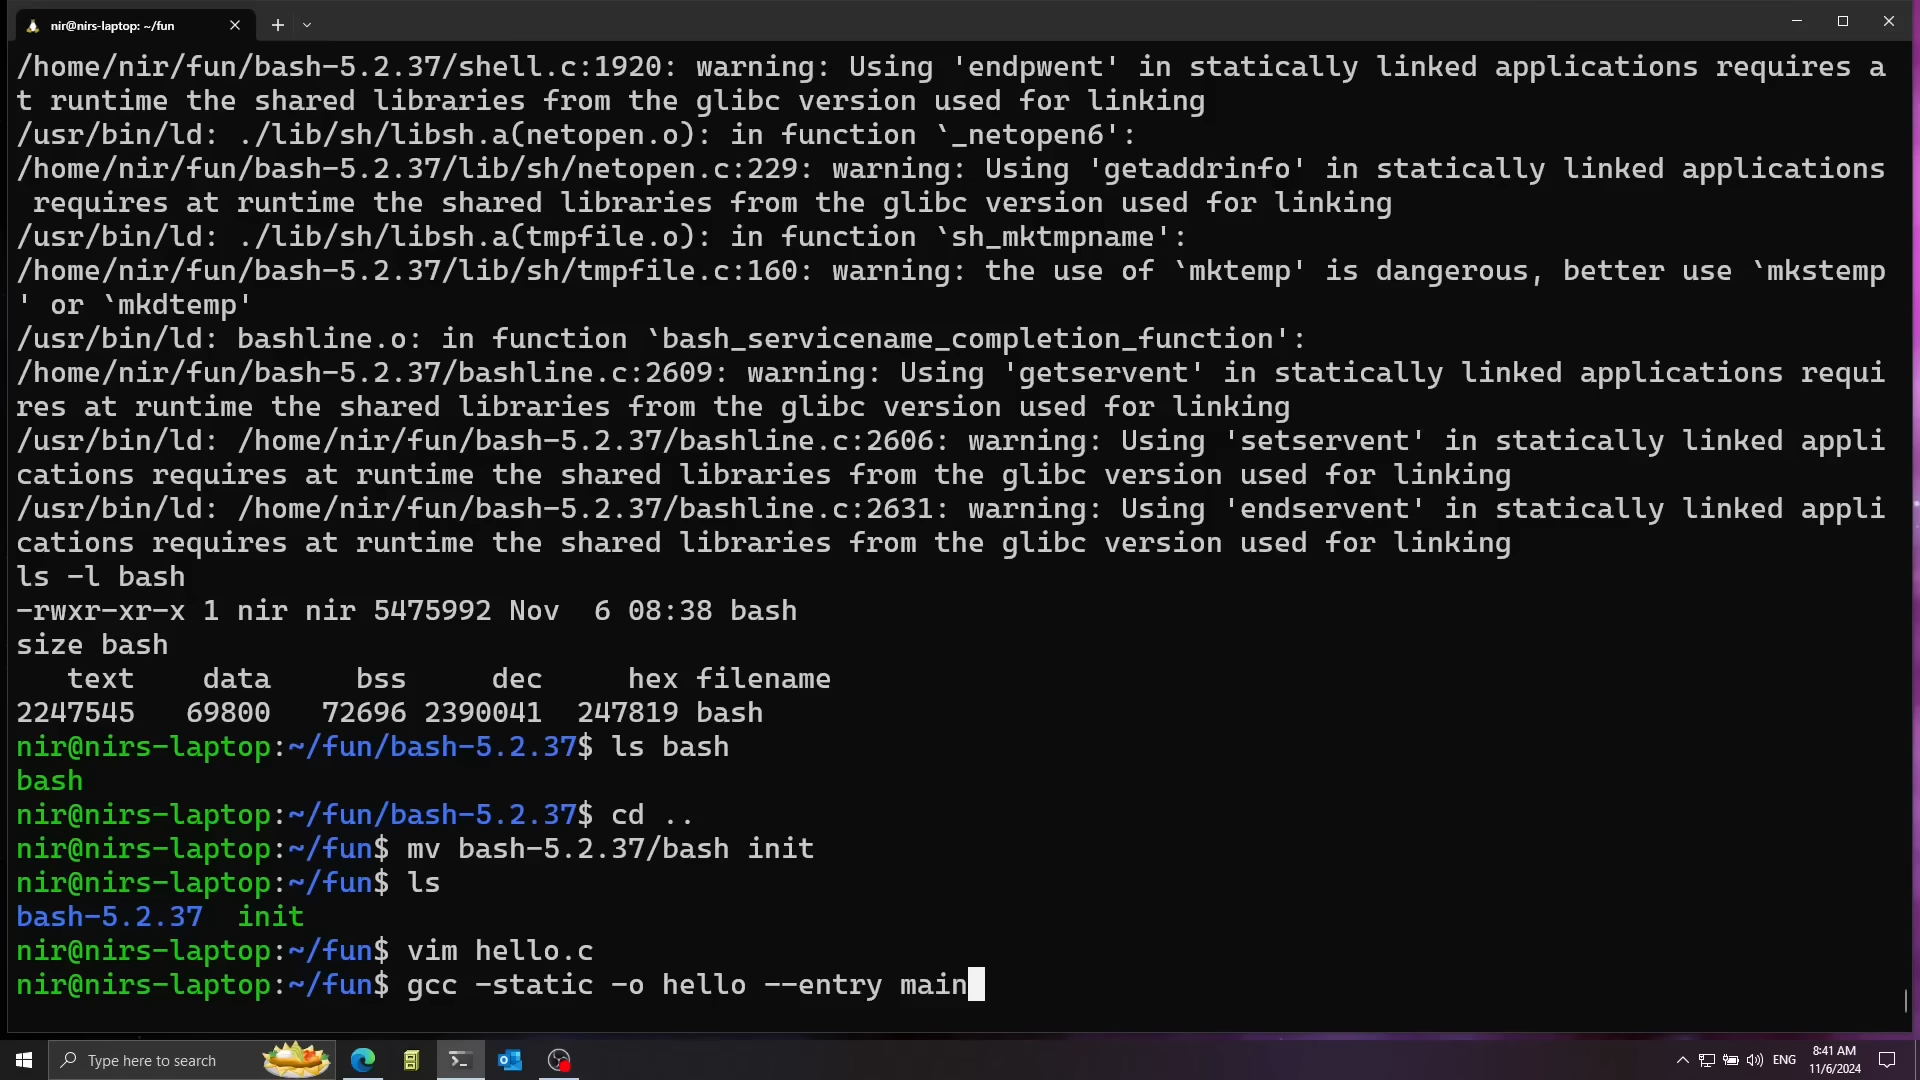 nir@nirs-laptop: ~/fun
/home/nir/fun/bash-5.2.37/shell.c:1920: warning: Using 'endpwent' in statically linked applications requires a
t runtime the shared libraries from the glibc version used for linking
/usr/bin/ld: ./lib/sh/libsh.a(netopen.o): in function `_netopen6':
/home/nir/fun/bash-5.2.37/lib/sh/netopen.c:229: warning: Using 'getaddrinfo' in statically linked applications
 requires at runtime the shared libraries from the glibc version used for linking
/usr/bin/ld: ./lib/sh/libsh.a(tmpfile.o): in function `sh_mktmpname':
/home/nir/fun/bash-5.2.37/lib/sh/tmpfile.c:160: warning: the use of `mktemp' is dangerous, better use `mkstemp
' or `mkdtemp'
/usr/bin/ld: bashline.o: in function `bash_servicename_completion_function':
/home/nir/fun/bash-5.2.37/bashline.c:2609: warning: Using 'getservent' in statically linked applications requi
res at runtime the shared libraries from the glibc version used for linking
/usr/bin/ld: /home/nir/fun/bash-5.2.37/bashline.c:2606: warning: Using 'setservent' in statically linked appli
cations requires at runtime the shared libraries from the glibc version used for linking
/usr/bin/ld: /home/nir/fun/bash-5.2.37/bashline.c:2631: warning: Using 'endservent' in statically linked appli
cations requires at runtime the shared libraries from the glibc version used for linking
ls -l bash
-rwxr-xr-x 1 nir nir 5475992 Nov  6 08:38 bash
size bash
   text    data     bss     dec     hex filename
2247545   69800   72696 2390041  247819 bash
nir@nirs-laptop:~/fun/bash-5.2.37$ ls bash
bash
nir@nirs-laptop:~/fun/bash-5.2.37$ cd ..
nir@nirs-laptop:~/fun$ mv bash-5.2.37/bash init
nir@nirs-laptop:~/fun$ ls
bash-5.2.37  init
nir@nirs-laptop:~/fun$ vim hello.c
nir@nirs-laptop:~/fun$ gcc -static -o hello --entry main
Type here to search
ENG
8:41 AM
11/6/2024